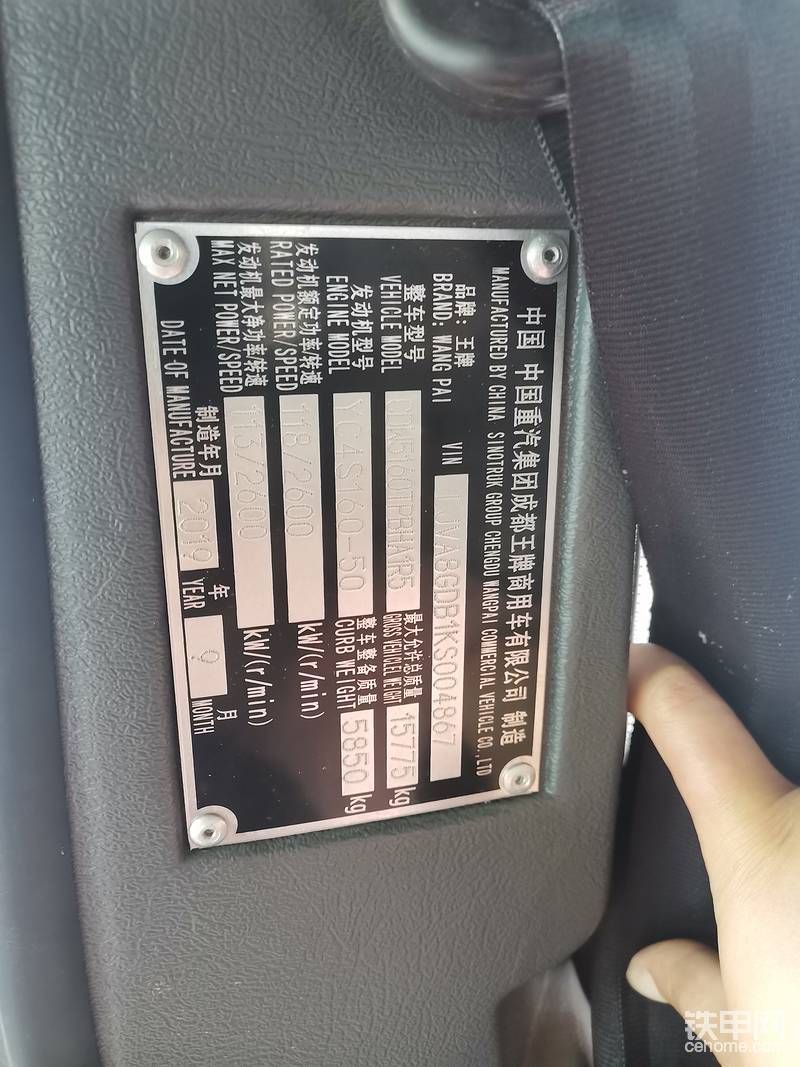 中国 中国重汽集团成都王牌商用车有限公司 制造
MANUFACTURED BY CHINA SINOTRUK GROUP CHENGDU WANGPAI COMMERCIAL VEHICLE CO.,LTD
品牌: 王牌
BRAND: WANG PAI VIN LJVA8GDB1KS004867
整车型号 最大允许总质量
VEHICLE MODEL CDW5160TPBHA1R5 GROSS VEHICLEL WEIGHT 15775 kg
发动机型号 整车整备质量
ENGINE MODEL YC4S160-50 CURB WEIGHT 5850 kg
发动机额定功率/转速
RATED POWER/SPEED 118/2600 kW/(r/min)
发动机最大净功率/转速
MAX NET POWER/SPEED 113/2600 kW/(r/min)
制造年月 年 月
DATE OF MANUFACTURE 2019 YEAR 9 MONTH
铁甲网
cehome.com